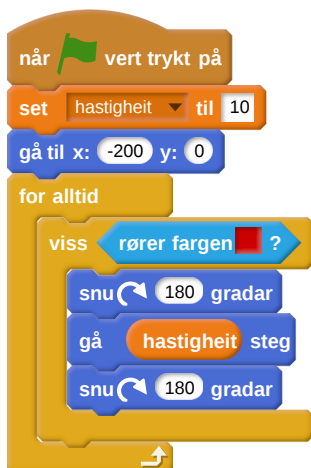 når vert trykt på
set hastigheit til 10
gå til x: -200 y: 0
for alltid
viss rører fargen ?
snu 180 gradar
gå hastigheit steg
snu 180 gradar